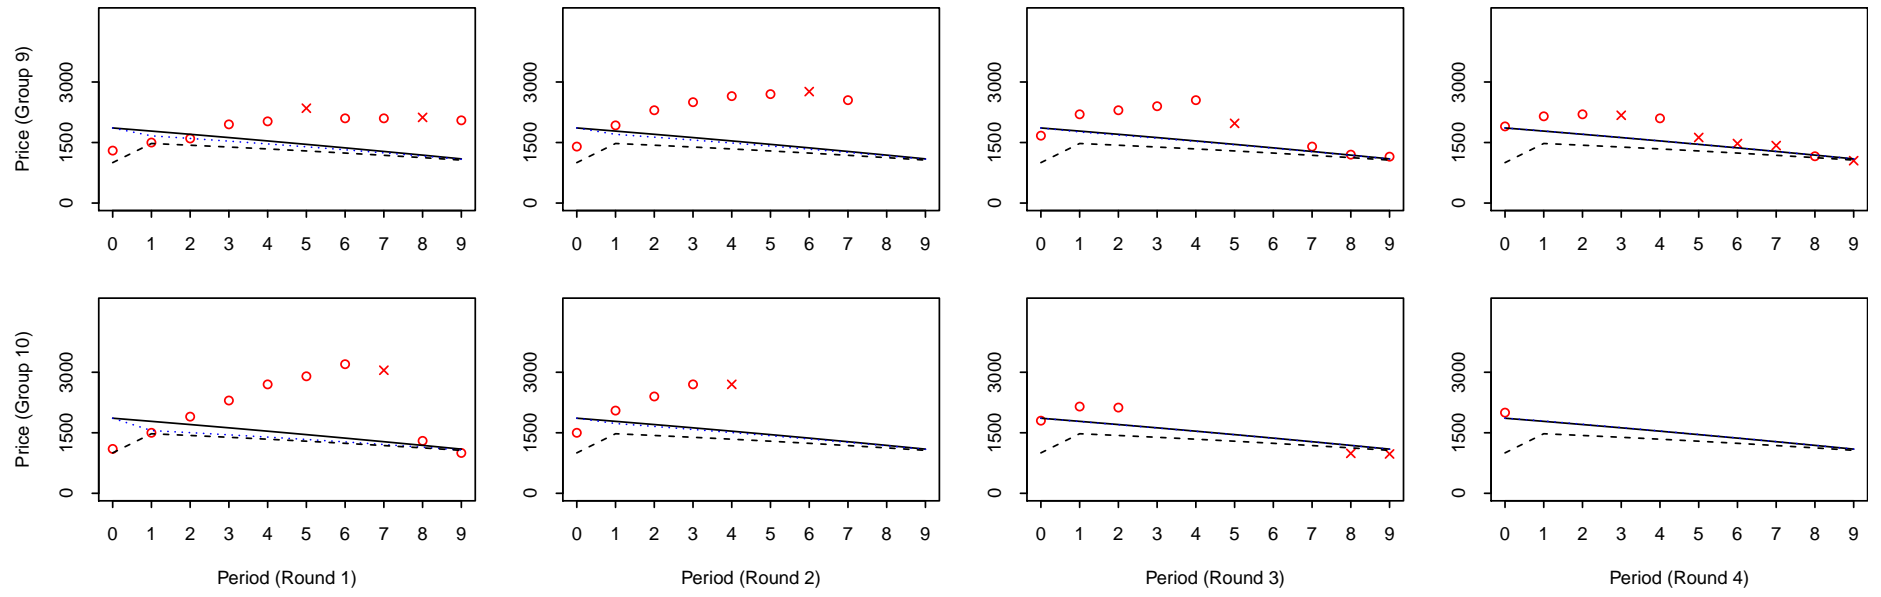 Price (Group 9)
3000
1500
0
0 1 2 3 4 5 6 7 8 9
3000
1500
0
0 1 2 3 4 5 6 7 8 9
3000
1500
0
0 1 2 3 4 5 6 7 8 9
3000
1500
0
0 1 2 3 4 5 6 7 8 9
Price (Group 10)
3000
1500
0
0 1 2 3 4 5 6 7 8 9
Period (Round 1)
3000
1500
0
0 1 2 3 4 5 6 7 8 9
Period (Round 2)
3000
1500
0
0 1 2 3 4 5 6 7 8 9
Period (Round 3)
3000
1500
0
0 1 2 3 4 5 6 7 8 9
Period (Round 4)